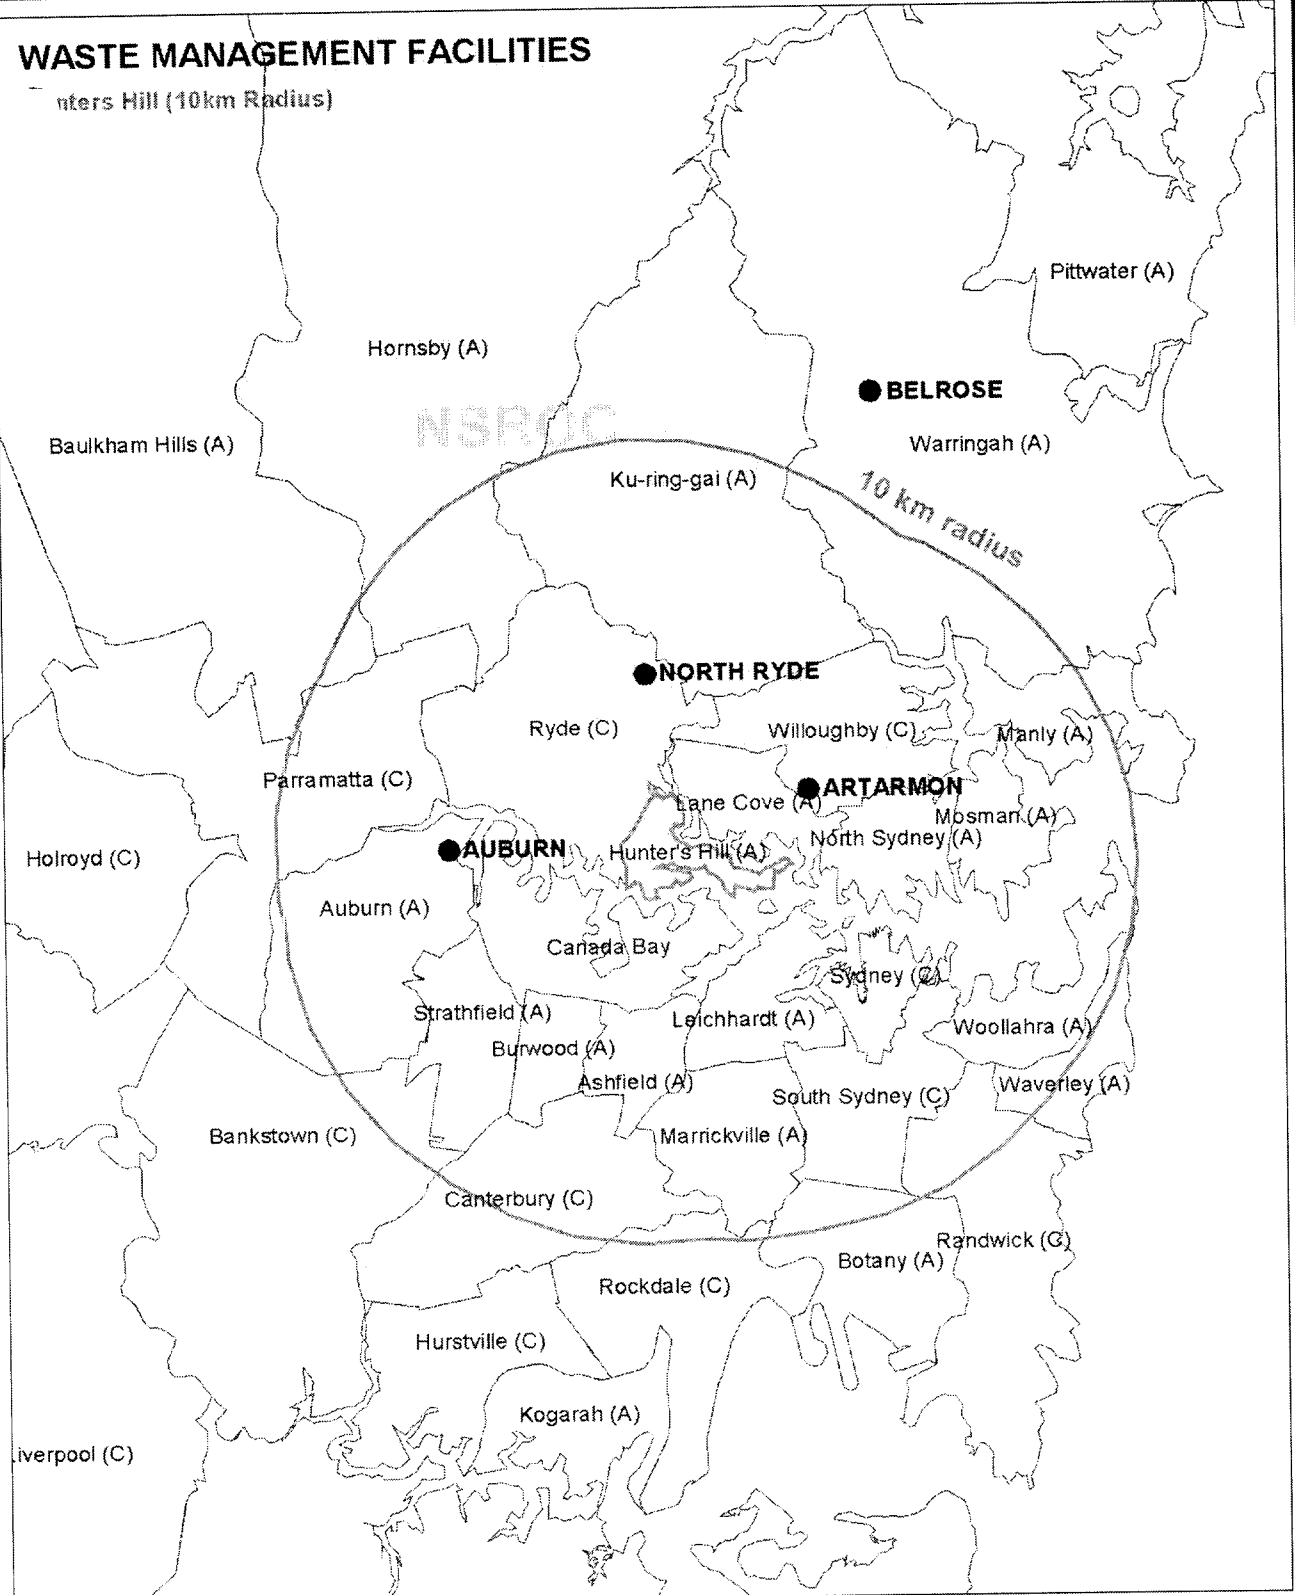 WASTE MANAGEMENT FACILITIES
nters Hill (10km Radius)
Pittwater (A)
Hornsby (A)
BELROSE
NSROC
Baulkham Hills (A)
Warringah (A)
Ku-ring-gai (A)
10 km radius
NORTH RYDE
Ryde (C)
Willoughby (C)
Manly (A)
Parramatta (C)
ARTARMON
Lane Cove (A)
Mosman (A)
North Sydney (A)
AUBURN
Hunter's Hill (A)
Holroyd (C)
Auburn (A)
Canada Bay
Sydney (C)
Strathfield (A)
Leichhardt (A)
Woollahra (A)
Burwood (A)
Ashfield (A)
Waverley (A)
South Sydney (C)
Bankstown (C)
Marrickville (A)
Canterbury (C)
Randwick (C)
Botany (A)
Rockdale (C)
Hurstville (C)
Kogarah (A)
iverpool (C)